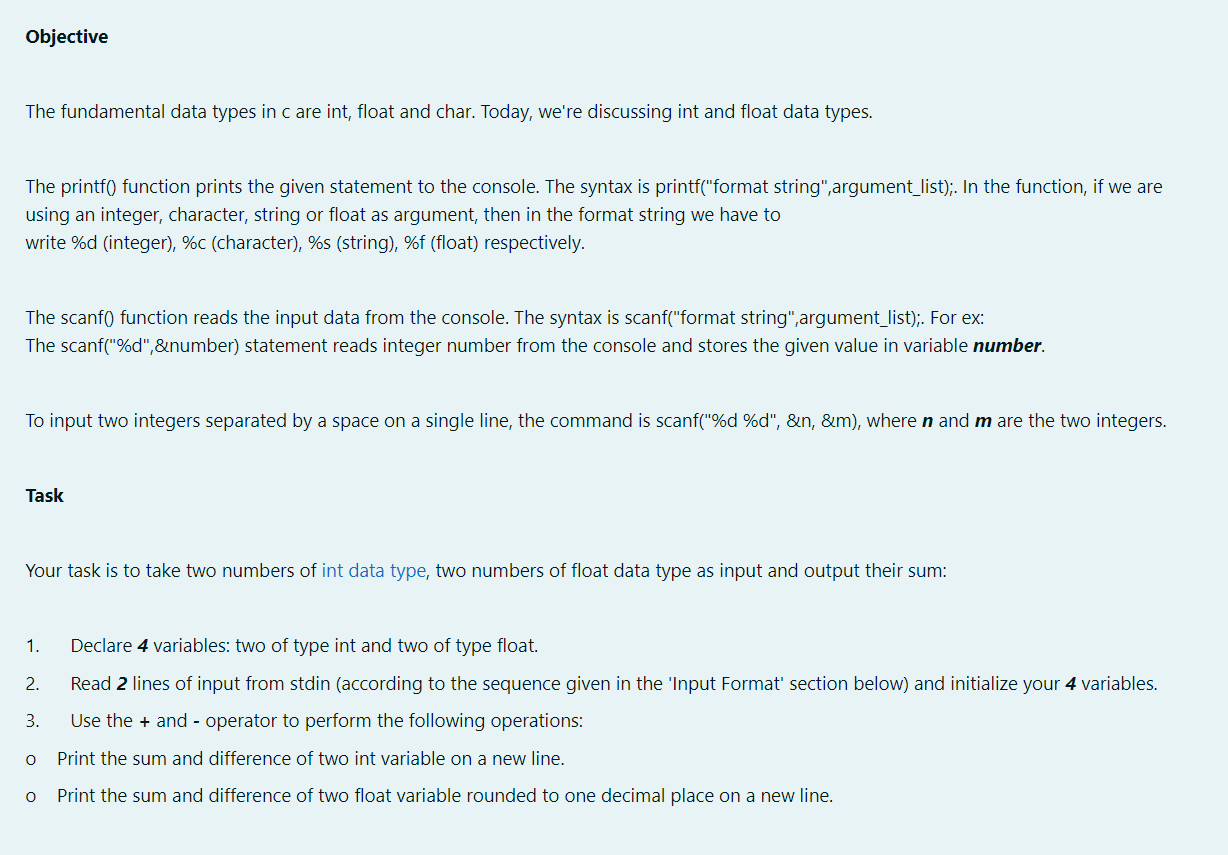 Objective
The fundamental data types in c are int, float and char. Today, we're discussing int and float data types.
The printf() function prints the given statement to the console. The syntax is printf("format string",argument_list);. In the function, if we are
using an integer, character, string or float as argument, then in the format string we have to
write %d (integer), %c (character), %s (string), %f (float) respectively.
The scanf() function reads the input data from the console. The syntax is scanf("format string",argument_list);. For ex:
The scanf("%d",&number) statement reads integer number from the console and stores the given value in variable number.
To input two integers separated by a space on a single line, the command is scanf("%d %d", &n, &m), where n and m are the two integers.
Task
Your task is to take two numbers of int data type, two numbers of float data type as input and output their sum:
1. Declare 4 variables: two of type int and two of type float.
2. Read 2 lines of input from stdin (according to the sequence given in the 'Input Format' section below) and initialize your 4 variables.
3. Use the + and - operator to perform the following operations:
o Print the sum and difference of two int variable on a new line.
o Print the sum and difference of two float variable rounded to one decimal place on a new line.